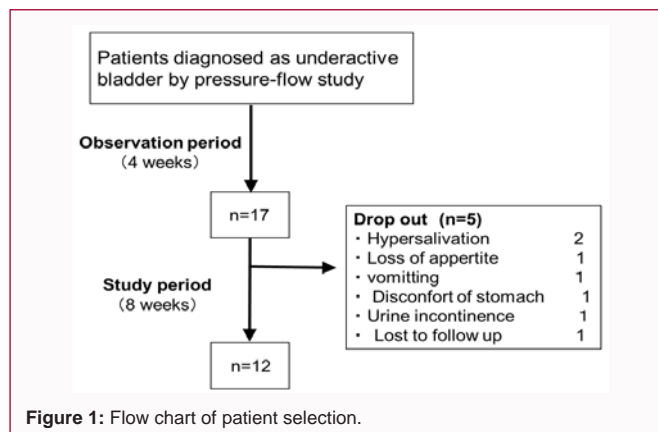 Patients diagnosed as underactive
bladder by pressure-flow study
Observation period
(4 weeks)
n=17
Drop out (n=5)
・Hypersalivation 2
・Loss of appertite 1
・vomitting 1
・Disconfort of stomach 1
・Urine incontinence 1
・Lost to follow up 1
Study period
(8 weeks)
n=12
Figure 1: Flow chart of patient selection.